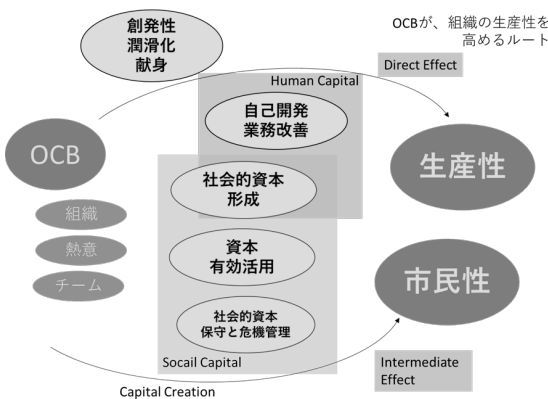 創発性
潤滑化
献身
OCBが、組織の生産性を
高めるルート
Direct Effect
Human Capital
自己開発
業務改善
OCB
生産性
社会的資本
形成
組織
熱意
チーム
資本
有効活用
市民性
社会的資本
保守と危機管理
Socail Capital
Intermediate
Effect
Capital Creation